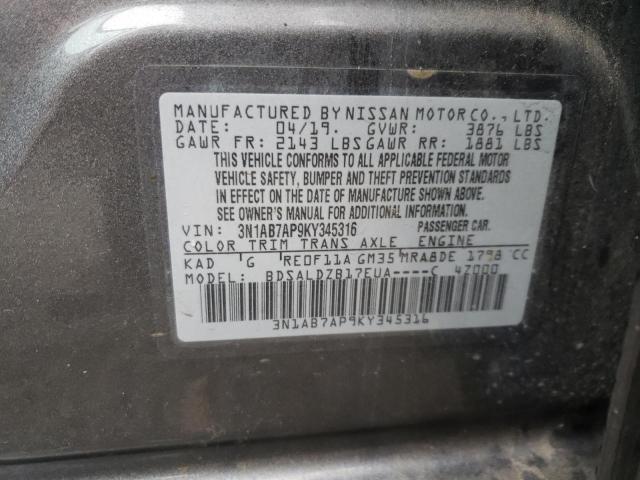 MANUFACTURED BY NISSAN MOTOR CO., LTD.
DATE: 04/19. GVWR: 3876 LBS
GAWR FR: 2143 LBS GAWR RR: 1881 LBS
THIS VEHICLE CONFORMS TO ALL APPLICABLE FEDERAL MOTOR
VEHICLE SAFETY, BUMPER AND THEFT PREVENTION STANDARDS
IN EFFECT ON THE DATE OF MANUFACTURE SHOWN ABOVE.
SEE OWNER'S MANUAL FOR ADDITIONAL INFORMATION.
VIN: 3N1AB7AP9KY345316 PASSENGER CAR.
COLOR TRIM TRANS AXLE ENGINE
KAD G RE0F11A GM35 MRA8DE 1798 CC
MODEL: BDSALDZB17EUA----C 4Z000
3N1AB7AP9KY345316